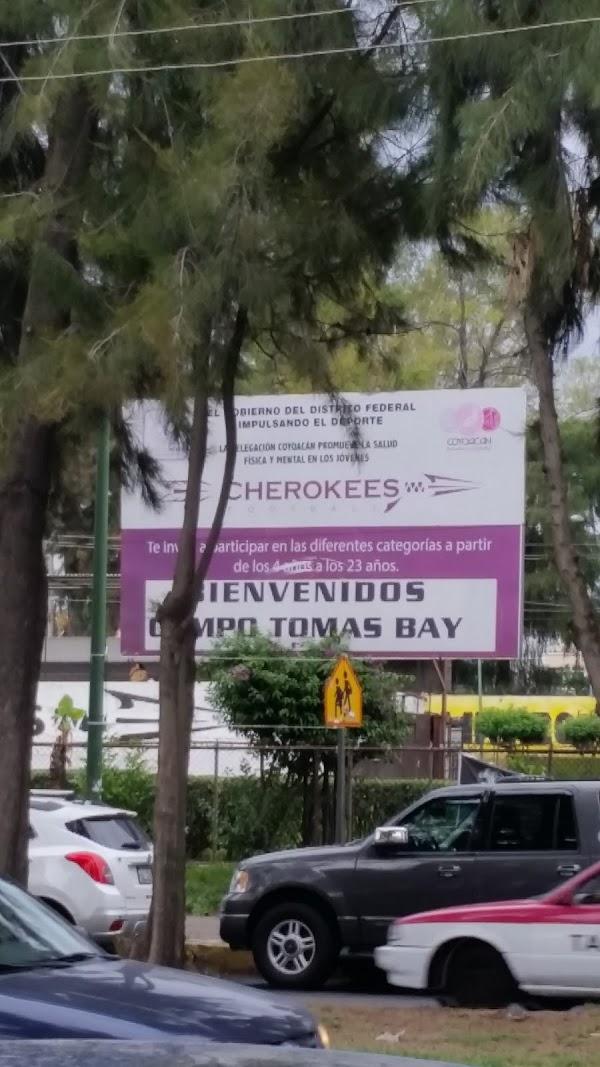 EL GOBIERNO DEL DISTRITO FEDERAL
IMPULSANDO EL DEPORTE
LA DELEGACIÓN COYOACÁN PROMUEVE LA SALUD
FÍSICA Y MENTAL EN LOS JÓVENES
COYOACÁN
CHEROKEES
FOOTBALL
Te a participar en las diferentes categorías a partir
de los 4 años a los 23 años.
BIENVENIDOS
TOMAS BAY
TA